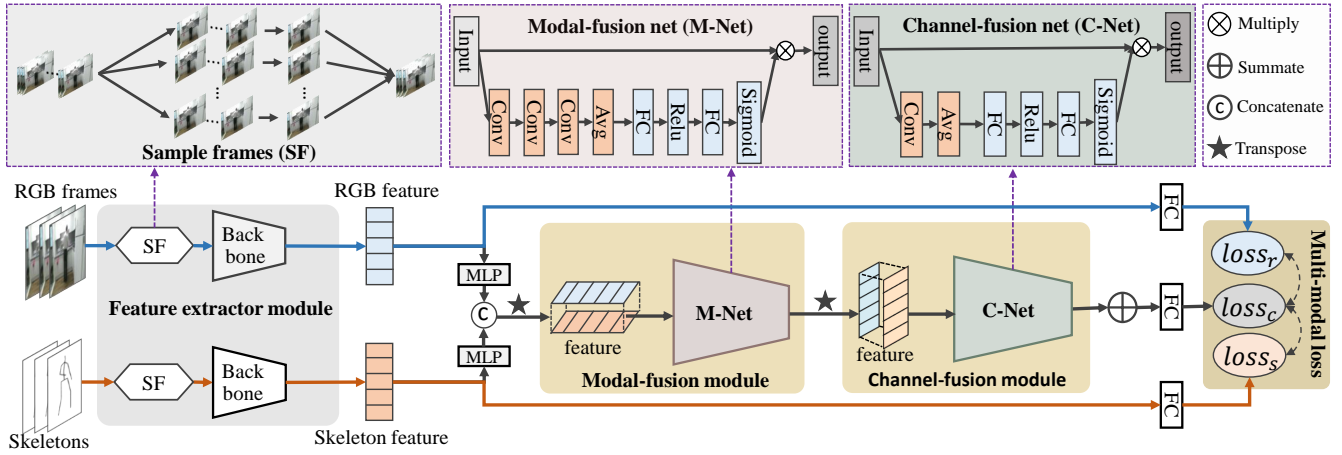 Sample frames (SF)
Modal-fusion net (M-Net)
Input
Conv
Conv
Conv
Avg
FC
Relu
FC
Sigmoid
output
Channel-fusion net (C-Net)
Input
Conv
Avg
FC
Relu
FC
Sigmoid
output
Multiply
Summate
C Concatenate
Transpose
RGB frames
SF
Back
bone
RGB feature
Feature extractor module
Skeletons
SF
Back
bone
Skeleton feature
MLP
C
MLP
feature
M-Net
Modal-fusion module
feature
C-Net
Channel-fusion module
FC
FC
FC
lossᵣ
loss_c
lossₛ
Multi-modal loss